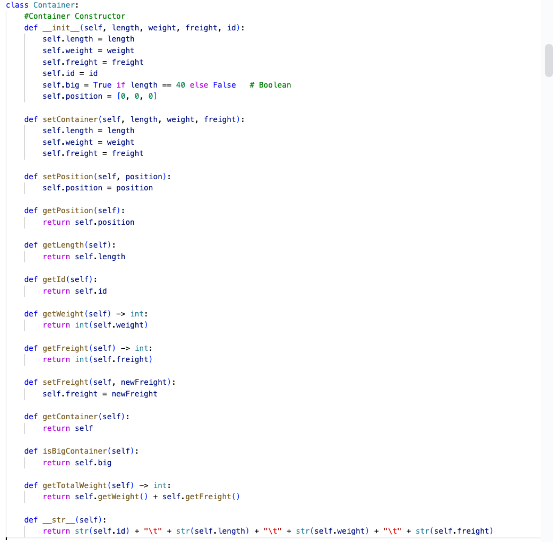 class Container:
    #Container Constructor
    def __init__(self, length, weight, freight, id):
        self.length = length
        self.weight = weight
        self.freight = freight
        self.id = id
        self.big = True if length == 40 else False   # Boolean
        self.position = [0, 0, 0]

    def setContainer(self, length, weight, freight):
        self.length = length
        self.weight = weight
        self.freight = freight

    def setPosition(self, position):
        self.position = position

    def getPosition(self):
        return self.position

    def getLength(self):
        return self.length

    def getId(self):
        return self.id

    def getWeight(self) -> int:
        return int(self.weight)

    def getFreight(self) -> int:
        return int(self.freight)

    def setFreight(self, newFreight):
        self.freight = newFreight

    def getContainer(self):
        return self

    def isBigContainer(self):
        return self.big

    def getTotalWeight(self) -> int:
        return self.getWeight() + self.getFreight()

    def __str__(self):
        return str(self.id) + "\t" + str(self.length) + "\t" + str(self.weight) + "\t" + str(self.freight)